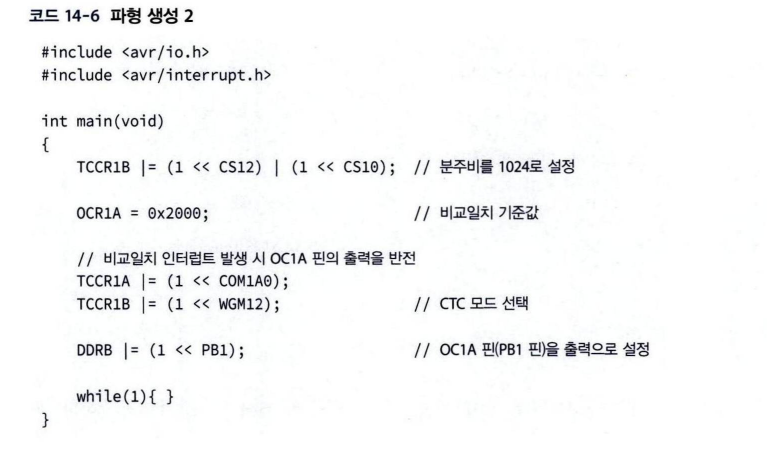 코드 14-6 파형 생성 2
#include <avr/io.h>
#include <avr/interrupt.h>
int main(void)
{
TCCR1B |= (1 << CS12) | (1 << CS10); // 분주비를 1024로 설정
OCR1A = 0x2000; // 비교일치 기준값
// 비교일치 인터럽트 발생 시 OC1A 핀의 출력을 반전
TCCR1A |= (1 << COM1A0);
TCCR1B |= (1 << WGM12); // CTC 모드 선택
DDRB |= (1 << PB1); // OC1A 핀(PB1 핀)을 출력으로 설정
while(1){ }
}